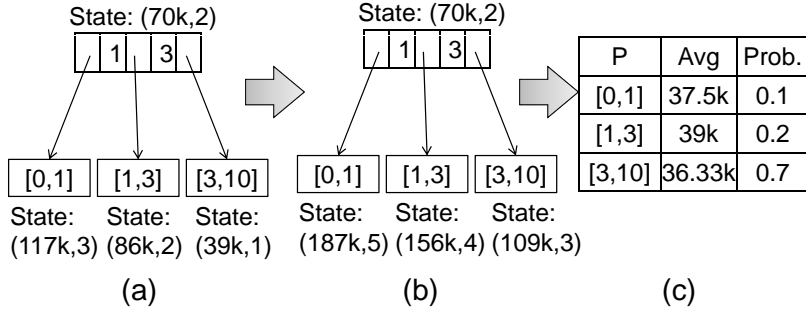 State: (70k,2)
1 3
[0,1] [1,3] [3,10]
State: State: State:
(117k,3) (86k,2) (39k,1)
(a)
State: (70k,2)
1 3
[0,1] [1,3] [3,10]
State: State: State:
(187k,5) (156k,4) (109k,3)
(b)
P Avg Prob.
[0,1] 37.5k 0.1
[1,3] 39k 0.2
[3,10] 36.33k 0.7
(c)